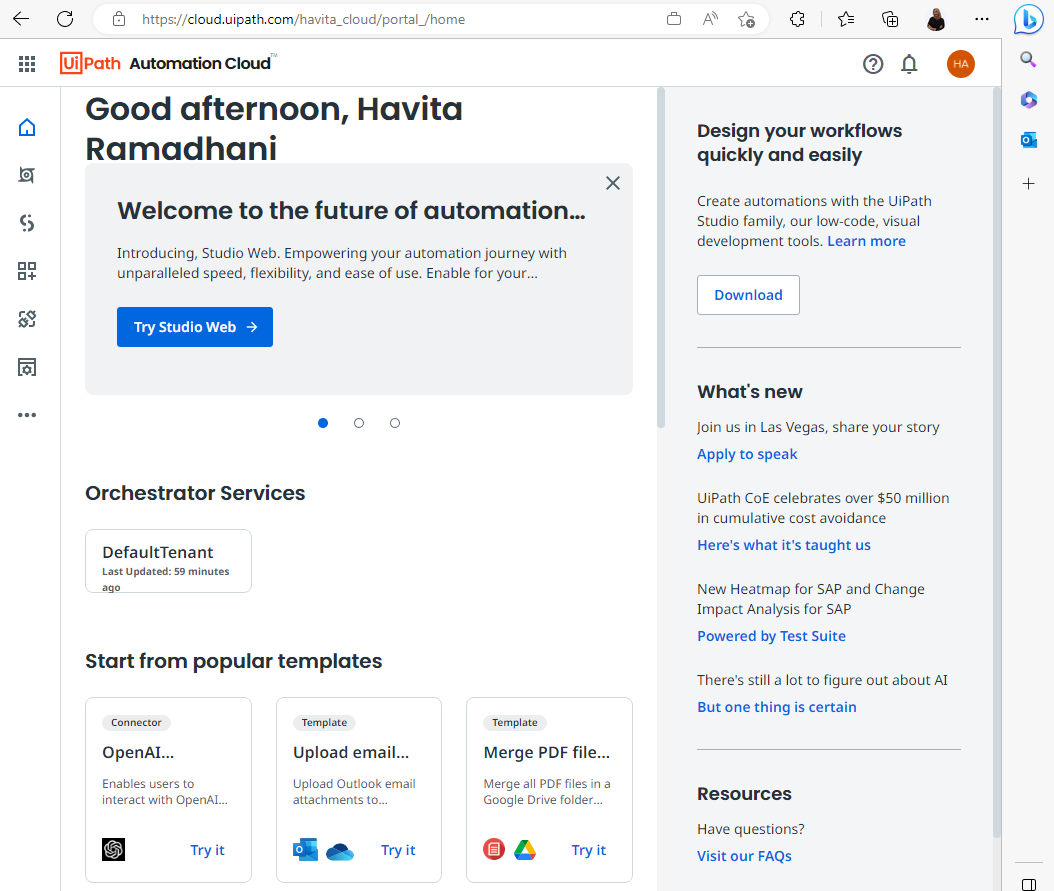 https://cloud.uipath.com/havita_cloud/portal_/home
UiPath Automation Cloud™
HA
Good afternoon, Havita
Ramadhani
Welcome to the future of automation...
Introducing, Studio Web. Empowering your automation journey with
unparalleled speed, flexibility, and ease of use. Enable for your...
Try Studio Web
Orchestrator Services
DefaultTenant
Last Updated: 59 minutes
ago
Start from popular templates
Connector
OpenAI...
Enables users to
interact with OpenAI...
Try it
Template
Upload email...
Upload Outlook email
attachments to...
Try it
Template
Merge PDF file...
Merge all PDF files in a
Google Drive folder...
Try it
Design your workflows
quickly and easily
Create automations with the UiPath
Studio family, our low-code, visual
development tools. Learn more
Download
What's new
Join us in Las Vegas, share your story
Apply to speak
UiPath CoE celebrates over $50 million
in cumulative cost avoidance
Here's what it's taught us
New Heatmap for SAP and Change
Impact Analysis for SAP
Powered by Test Suite
There's still a lot to figure out about AI
But one thing is certain
Resources
Have questions?
Visit our FAQs